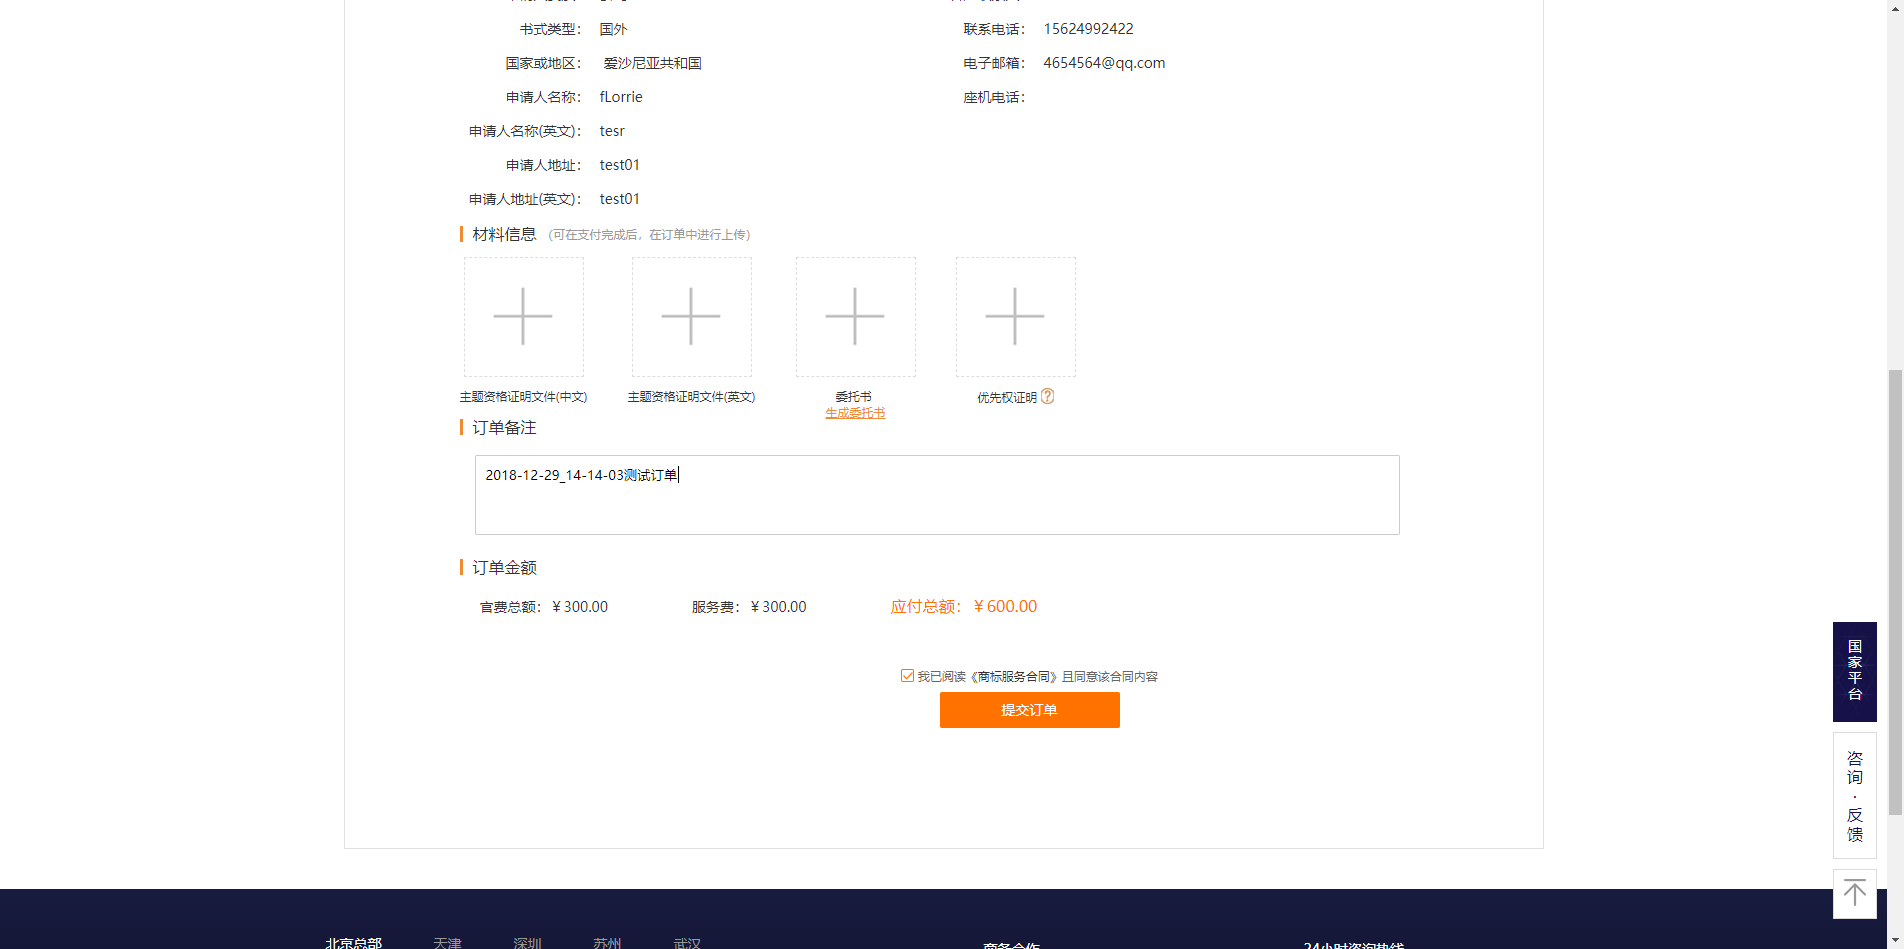 书式类型： 国外
联系电话： 15624992422
国家或地区： 爱沙尼亚共和国
电子邮箱： 4654564@qq.com
申请人名称： fLorrie
座机电话：
申请人名称(英文)： tesr
申请人地址： test01
申请人地址(英文)： test01
材料信息 (可在支付完成后，在订单中进行上传)
主题资格证明文件(中文)
主题资格证明文件(英文)
委托书
生成委托书
优先权证明 ?
订单备注
2018-12-29_14-14-03测试订单
订单金额
官费总额：￥300.00
服务费：￥300.00
应付总额：￥600.00
我已阅读《商标服务合同》且同意该合同内容
提交订单
国家平台
咨询·反馈
北京总部 天津 深圳 苏州 武汉
商务合作
24小时咨询热线